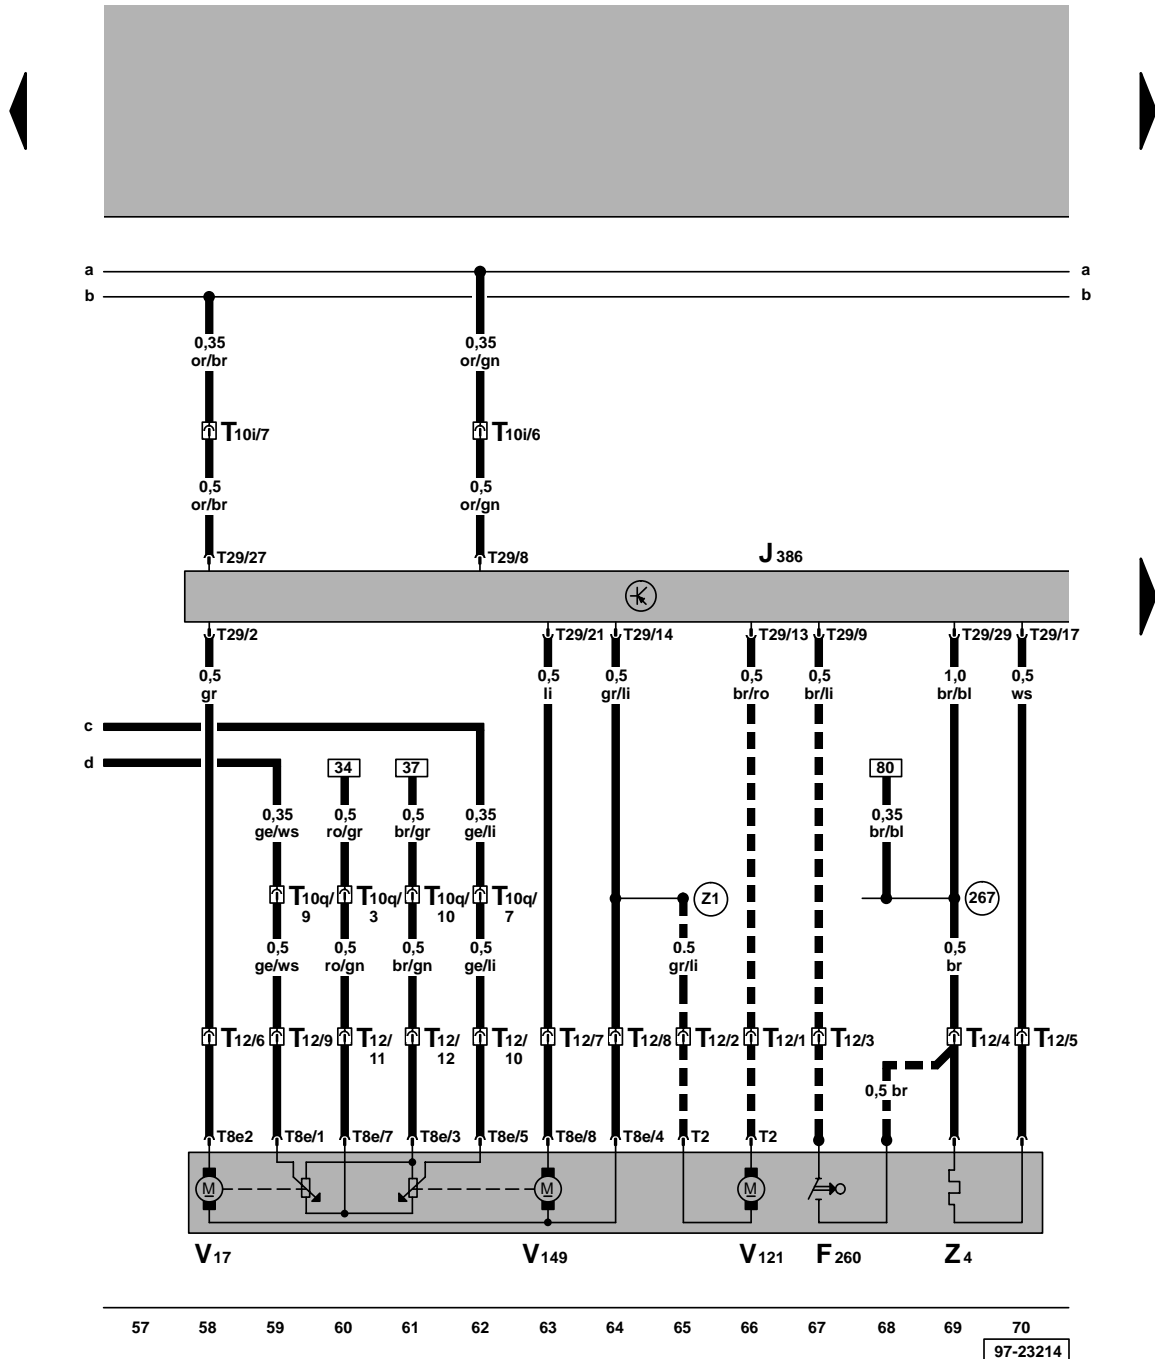 a a
b b
0,35 0,35
or/br or/gn
T10i/7 T10i/6
0,5 0,5
or/br or/gn
T29/27 T29/8 J386
T29/2 T29/21 T29/14 T29/13 T29/9 T29/29 T29/17
0,5 0,5 0,5 0,5 0,5 1,0 0,5
gr li gr/li br/ro br/li br/bl ws
c
d
34 37 80
0,35 0,5 0,5 0,35 0,35
ge/ws ro/gr br/gr ge/li br/bl
T10q/ T10q/ T10q/ T10q/ Z1 267
9 3 10 7
0,5 0,5 0,5 0,5 0.5 0,5
ge/ws ro/gn br/gn ge/li gr/li br
T12/6 T12/9 T12/ T12/ T12/ T12/7 T12/8 T12/2 T12/1 T12/3 T12/4 T12/5
11 12 10
0,5 br
T8e2 T8e/1 T8e/7 T8e/3 T8e/5 T8e/8 T8e/4 T2 T2
M M M
V17 V149 V121 F260 Z4
57 58 59 60 61 62 63 64 65 66 67 68 69 70
97-23214